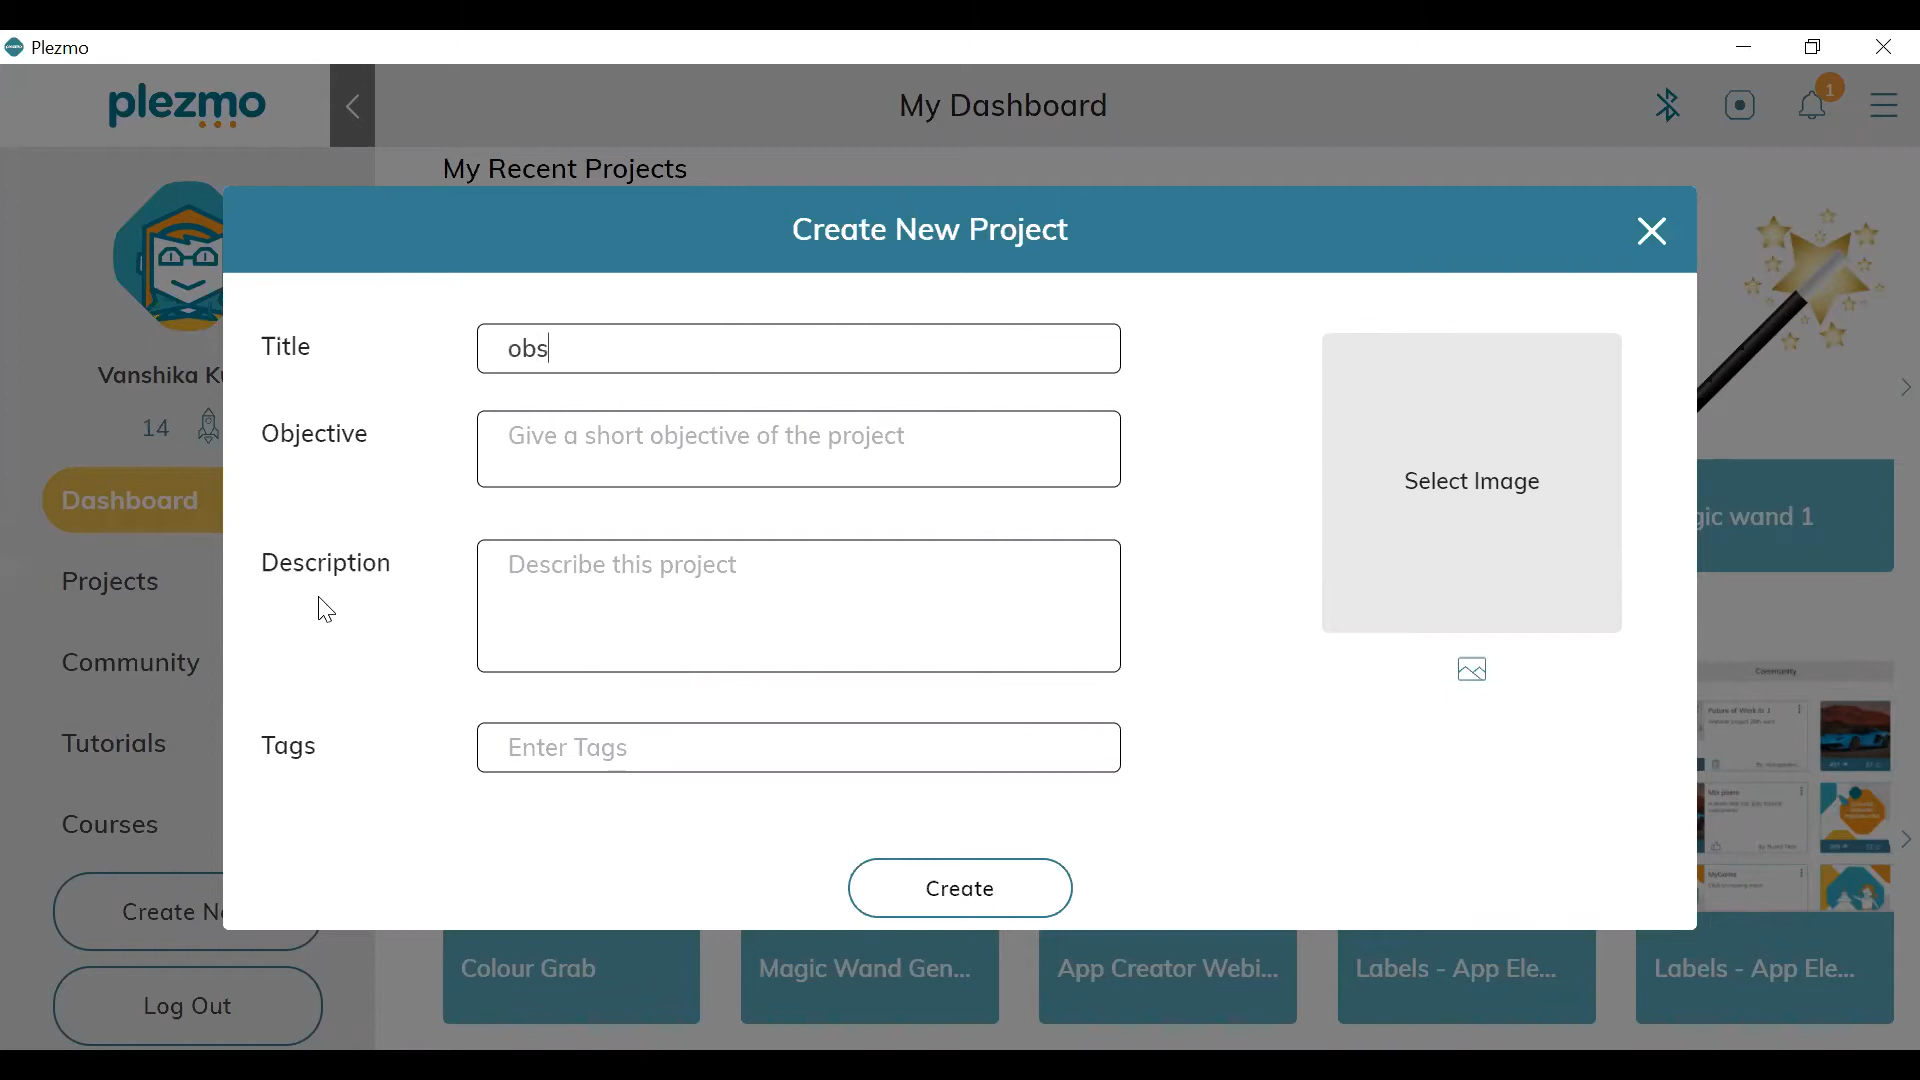 Plezmo
plezmo
My Dashboard
1
My Recent Projects
Create New Project
Title
obs
Objective
Give a short objective of the project
Description
Describe this project
Tags
Enter Tags
Select Image
Create
Vanshika
14
Dashboard
Projects
Community
Tutorials
Courses
Create
Log Out
wand 1
Community
Colour Grab
Magic Wand Gen...
App Creator Webi...
Labels - App Ele...
Labels - App Ele...